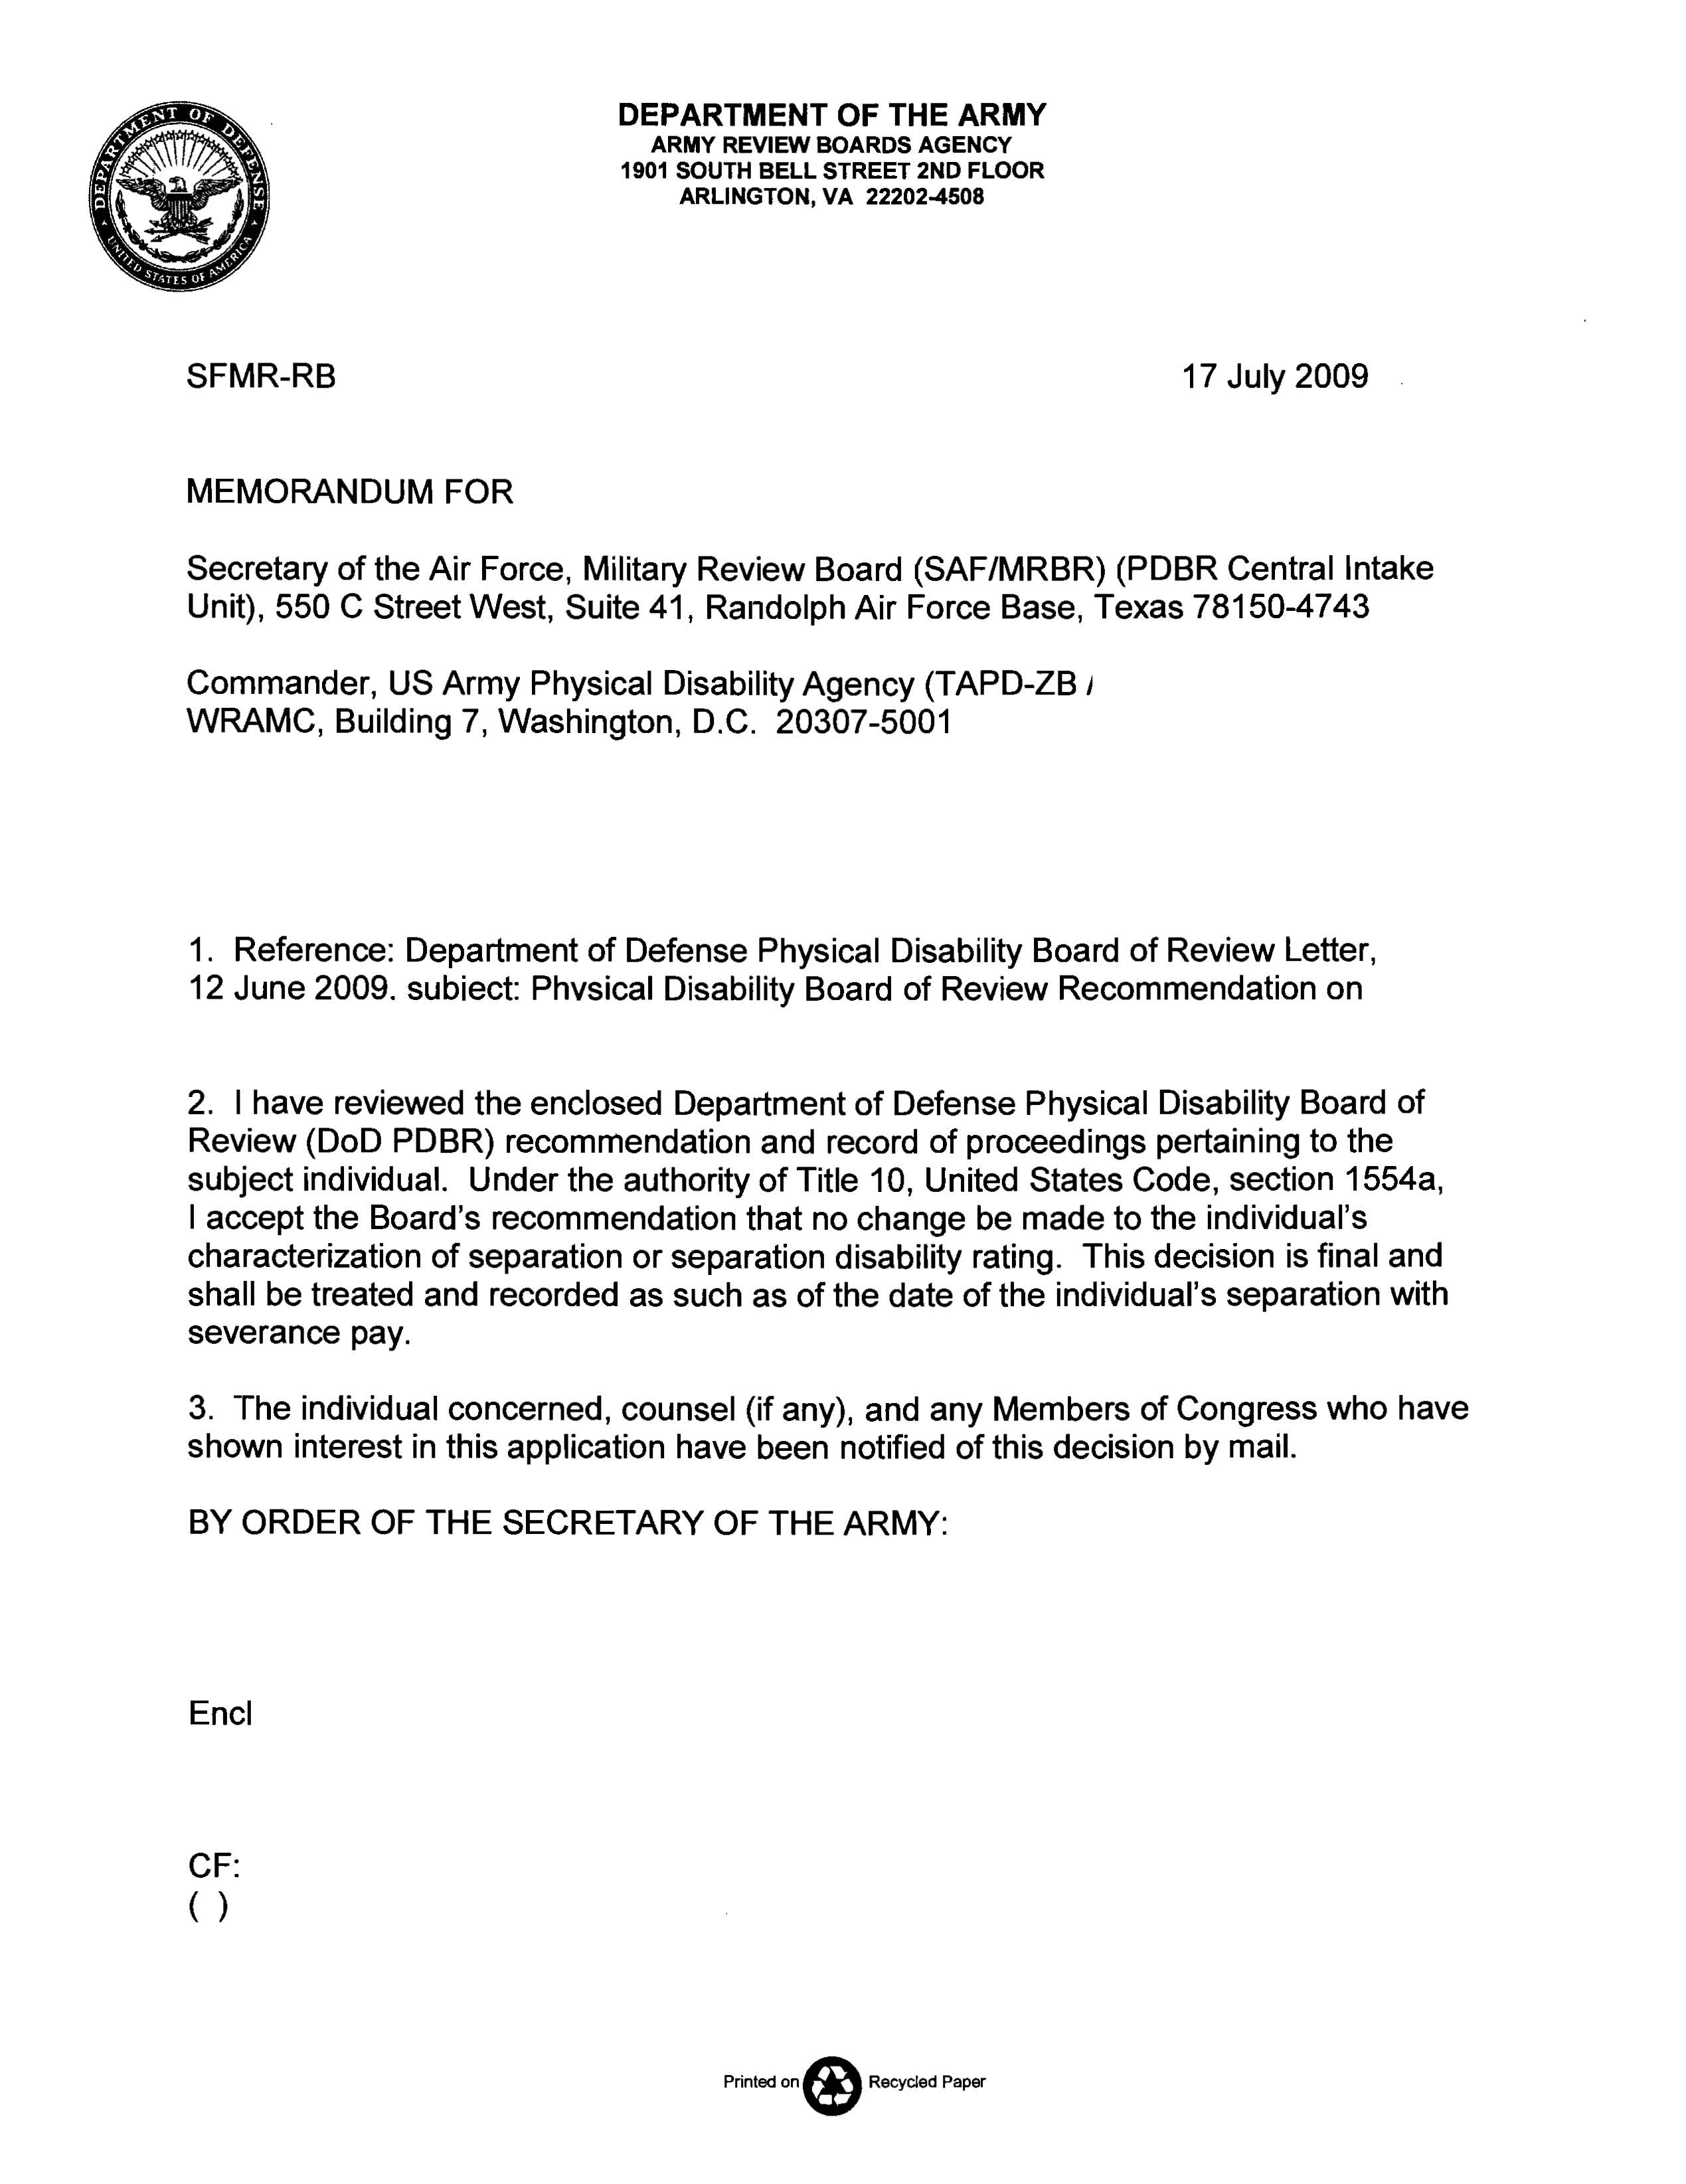 DEPARTMENT OF DEFENSE
UNITED STATES OF AMERICA
DEPARTMENT OF THE ARMY
ARMY REVIEW BOARDS AGENCY
1901 SOUTH BELL STREET 2ND FLOOR
ARLINGTON, VA 22202-4508
SFMR-RB 17 July 2009
MEMORANDUM FOR
Secretary of the Air Force, Military Review Board (SAF/MRBR) (PDBR Central Intake
Unit), 550 C Street West, Suite 41, Randolph Air Force Base, Texas 78150-4743
Commander, US Army Physical Disability Agency (TAPD-ZB /
WRAMC, Building 7, Washington, D.C. 20307-5001
1. Reference: Department of Defense Physical Disability Board of Review Letter,
12 June 2009. subject: Physical Disability Board of Review Recommendation on
2. I have reviewed the enclosed Department of Defense Physical Disability Board of
Review (DoD PDBR) recommendation and record of proceedings pertaining to the
subject individual. Under the authority of Title 10, United States Code, section 1554a,
I accept the Board's recommendation that no change be made to the individual's
characterization of separation or separation disability rating. This decision is final and
shall be treated and recorded as such as of the date of the individual's separation with
severance pay.
3. The individual concerned, counsel (if any), and any Members of Congress who have
shown interest in this application have been notified of this decision by mail.
BY ORDER OF THE SECRETARY OF THE ARMY:
Encl
CF:
( )
Printed on Recycled Paper